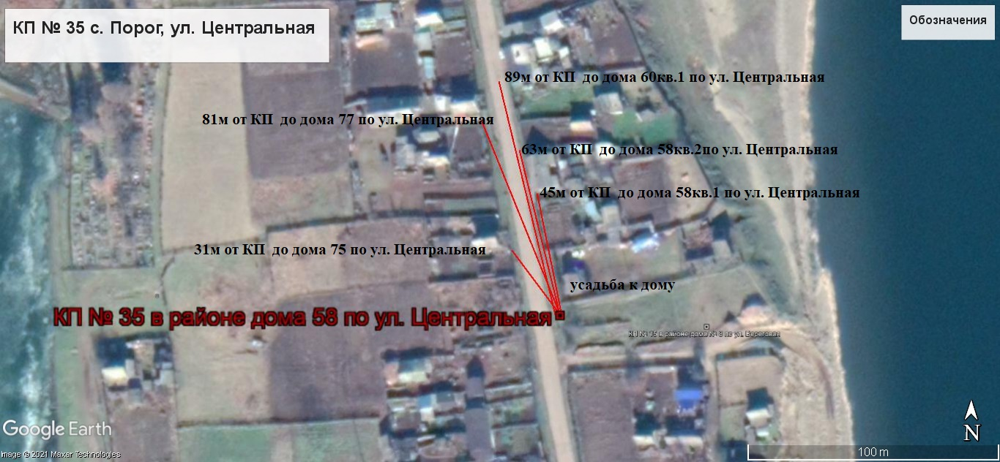 КП № 35 с. Порог, ул. Центральная
Обозначения
89м от КП  до дома 60кв.1 по ул. Центральная
81м от КП  до дома 77 по ул. Центральная
63м от КП  до дома 58кв.2по ул. Центральная
45м от КП  до дома 58кв.1 по ул. Центральная
31м от КП  до дома 75 по ул. Центральная
усадьба к дому
КП № 35 в районе дома 58 по ул. Центральная
КП № 15 в районе дома № 8 по ул. Береговая
Google Earth
Image © 2021 Maxar Technologies
N
100 m